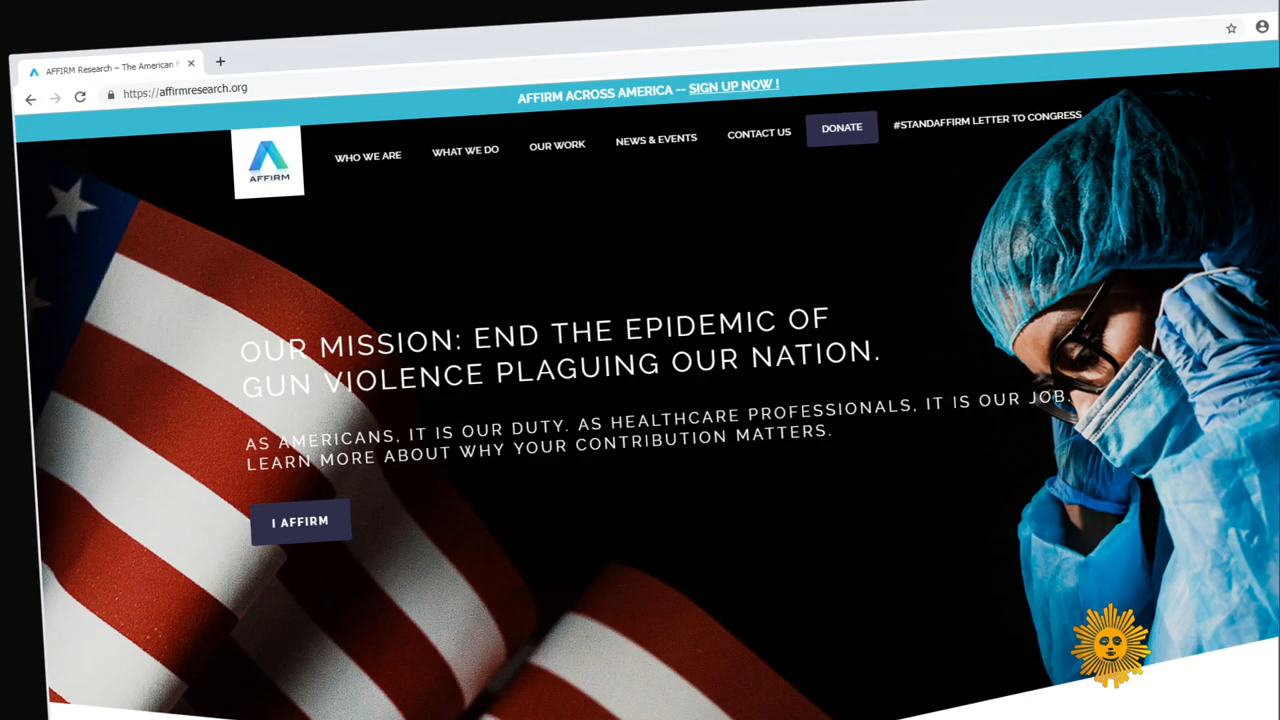 AFFIRM Research – The American
https://affirmresearch.org
AFFIRM ACROSS AMERICA -- SIGN UP NOW !
AFFIRM
WHO WE ARE
WHAT WE DO
OUR WORK
NEWS & EVENTS
CONTACT US
DONATE
#STANDAFFIRM LETTER TO CONGRESS
OUR MISSION: END THE EPIDEMIC OF
GUN VIOLENCE PLAGUING OUR NATION.
AS AMERICANS, IT IS OUR DUTY. AS HEALTHCARE PROFESSIONALS, IT IS OUR JOB.
LEARN MORE ABOUT WHY YOUR CONTRIBUTION MATTERS.
I AFFIRM